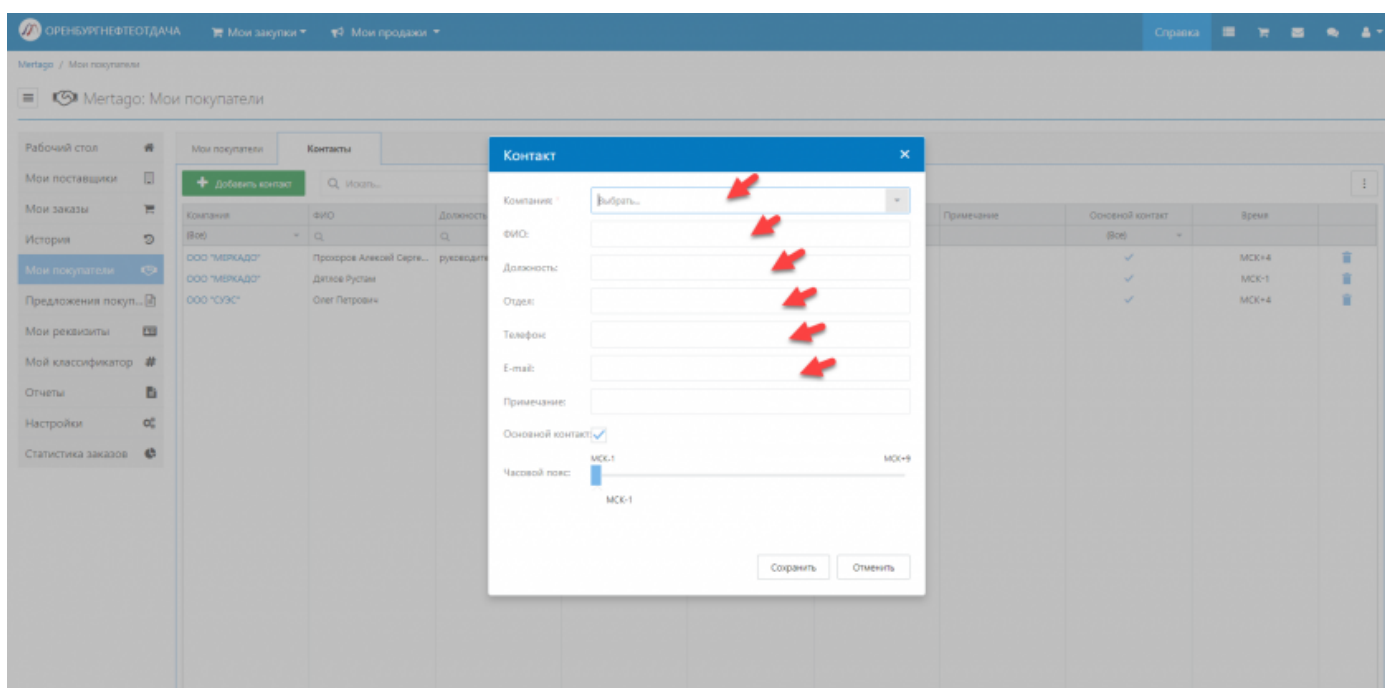 ОРЕНБУРГНЕФТЕОТДАЧА Мои закупки Мои продажи Справка
Mertago / Мои покупатели
Mertago: Мои покупатели
Рабочий стол
Мои поставщики
Мои заказы
История
Мои покупатели
Предложения покуп...
Мои реквизиты
Мой классификатор
Отчеты
Настройки
Статистика заказов
Мои покупатели Контакты
Добавить контакт Искать...
Компания ФИО Должность Примечание Основной контакт Время
(Все) (Все)
ООО "МЕРКАДО" Прохоров Алексей Серге... руководите МСК+4
ООО "МЕРКАДО" Дятлов Рустам МСК-1
ООО "СУЭС" Олег Петрович МСК+4
Контакт
Компания: Выбрать...
ФИО:
Должность:
Отдел:
Телефон:
E-mail:
Примечание:
Основной контакт:
МСК-1 МСК+9
Часовой пояс:
МСК-1
Сохранить Отменить